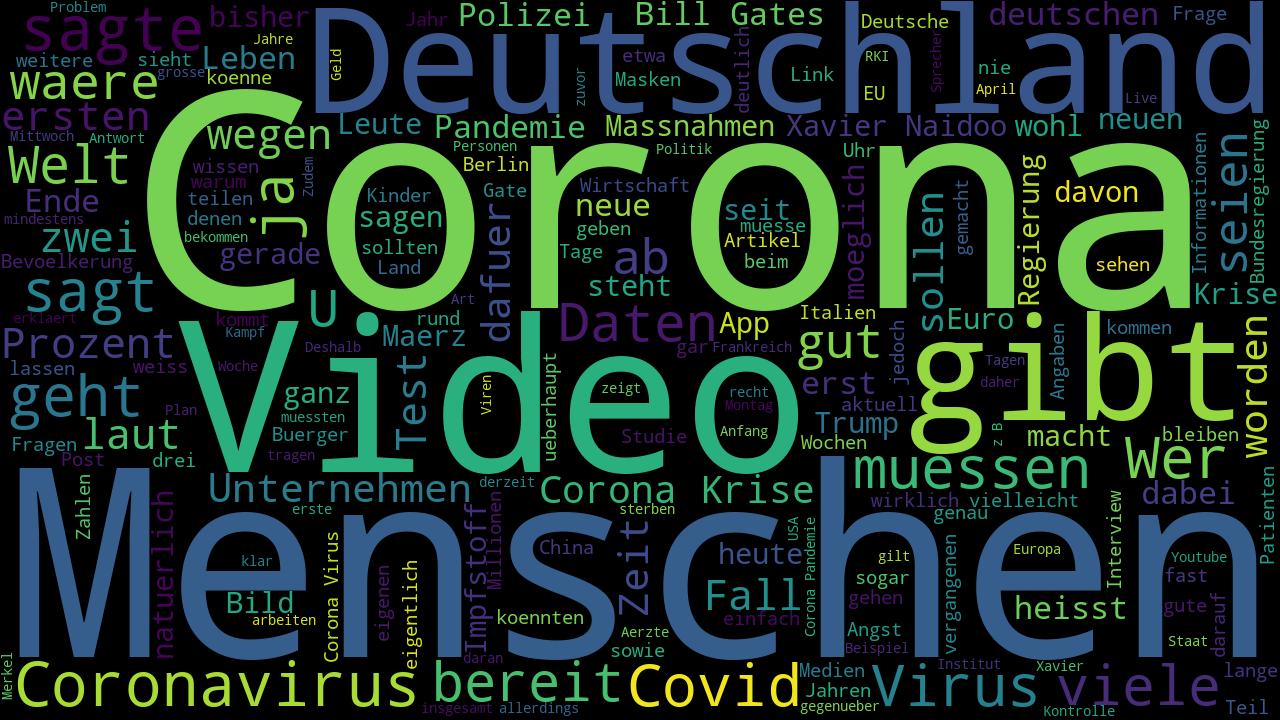 Problem
sagte
bisher
Jahr
Polizei
Bill Gates
Deutsche
deutschen
Frage
weitere
sieht
Jahre
Leben
Geld
Deutschland
etwa
Masken
zuvor
deutlich
Link
RKI
EU
Sprecher
nie
April
Live
waere
grosse
koenne
ersten
Mittwoch
Antwort
wegen
Leute
Pandemie
Personen
Berlin
Massnahmen
Politik
Xavier Naidoo
Uhr
wohl
neuen
Welt
wissen
warum
teilen
denen
bekommen
Zudem
ja
Corona
Kinder
sagen
sollten
Land
Gate
dafuer
Wirtschaft
neue
geben
Tage
ab
steht
seit
muesse
Artikel
beim
moeglich
sollen
gemacht
Regierung
davon
sehen
Informationen
seien
Bundesregierung
Ende
mindestens
zwei
Bevoelkerung
gerade
sagt
Krise
erklaert
kommt
Kampf
U
Art
rund
Maerz
Deshalb
Daten
App
gar
Frankreich
Italien
gut
jedoch
Euro
kommen
Angaben
worden
Prozent
lassen
weiss
Woche
Video
ganz
muessten
Buerger
Test
Viren
ueberhaupt
zeigt
Studie
recht
Montag
Anfang
erst
aktuell
Trump
Wochen
gibt
Tagen
daher
z B
geht
Plan
laut
Fragen
Post
drei
tragen
macht
bleiben
wer
muessen
Unternehmen
derzeit
Corona Krise
wirklich
vielleicht
genau
dabei
Zahlen
natuerlich
erste
sterben
USA
Corona Pandemie
Interview
Patienten
Menschen
klar
Bild
arbeiten
Corona Virus
eigenen
eigentlich
Impfstoff
Millionen
China
koennten
Zeit
heute
Fall
einfach
gilt
sogar
gehen
vergangenen
Europa
Youtube
fast
gute
heisst
darauf
Staat
Aerzte
sowie
daran
Angst
Beispiel
Merkel
Coronavirus
insgesamt
allerdings
bereit
Covid
Medien
Jahren
gegenueber
Virus
Institut
Xavier
Kontrolle
viele
lange
Teil